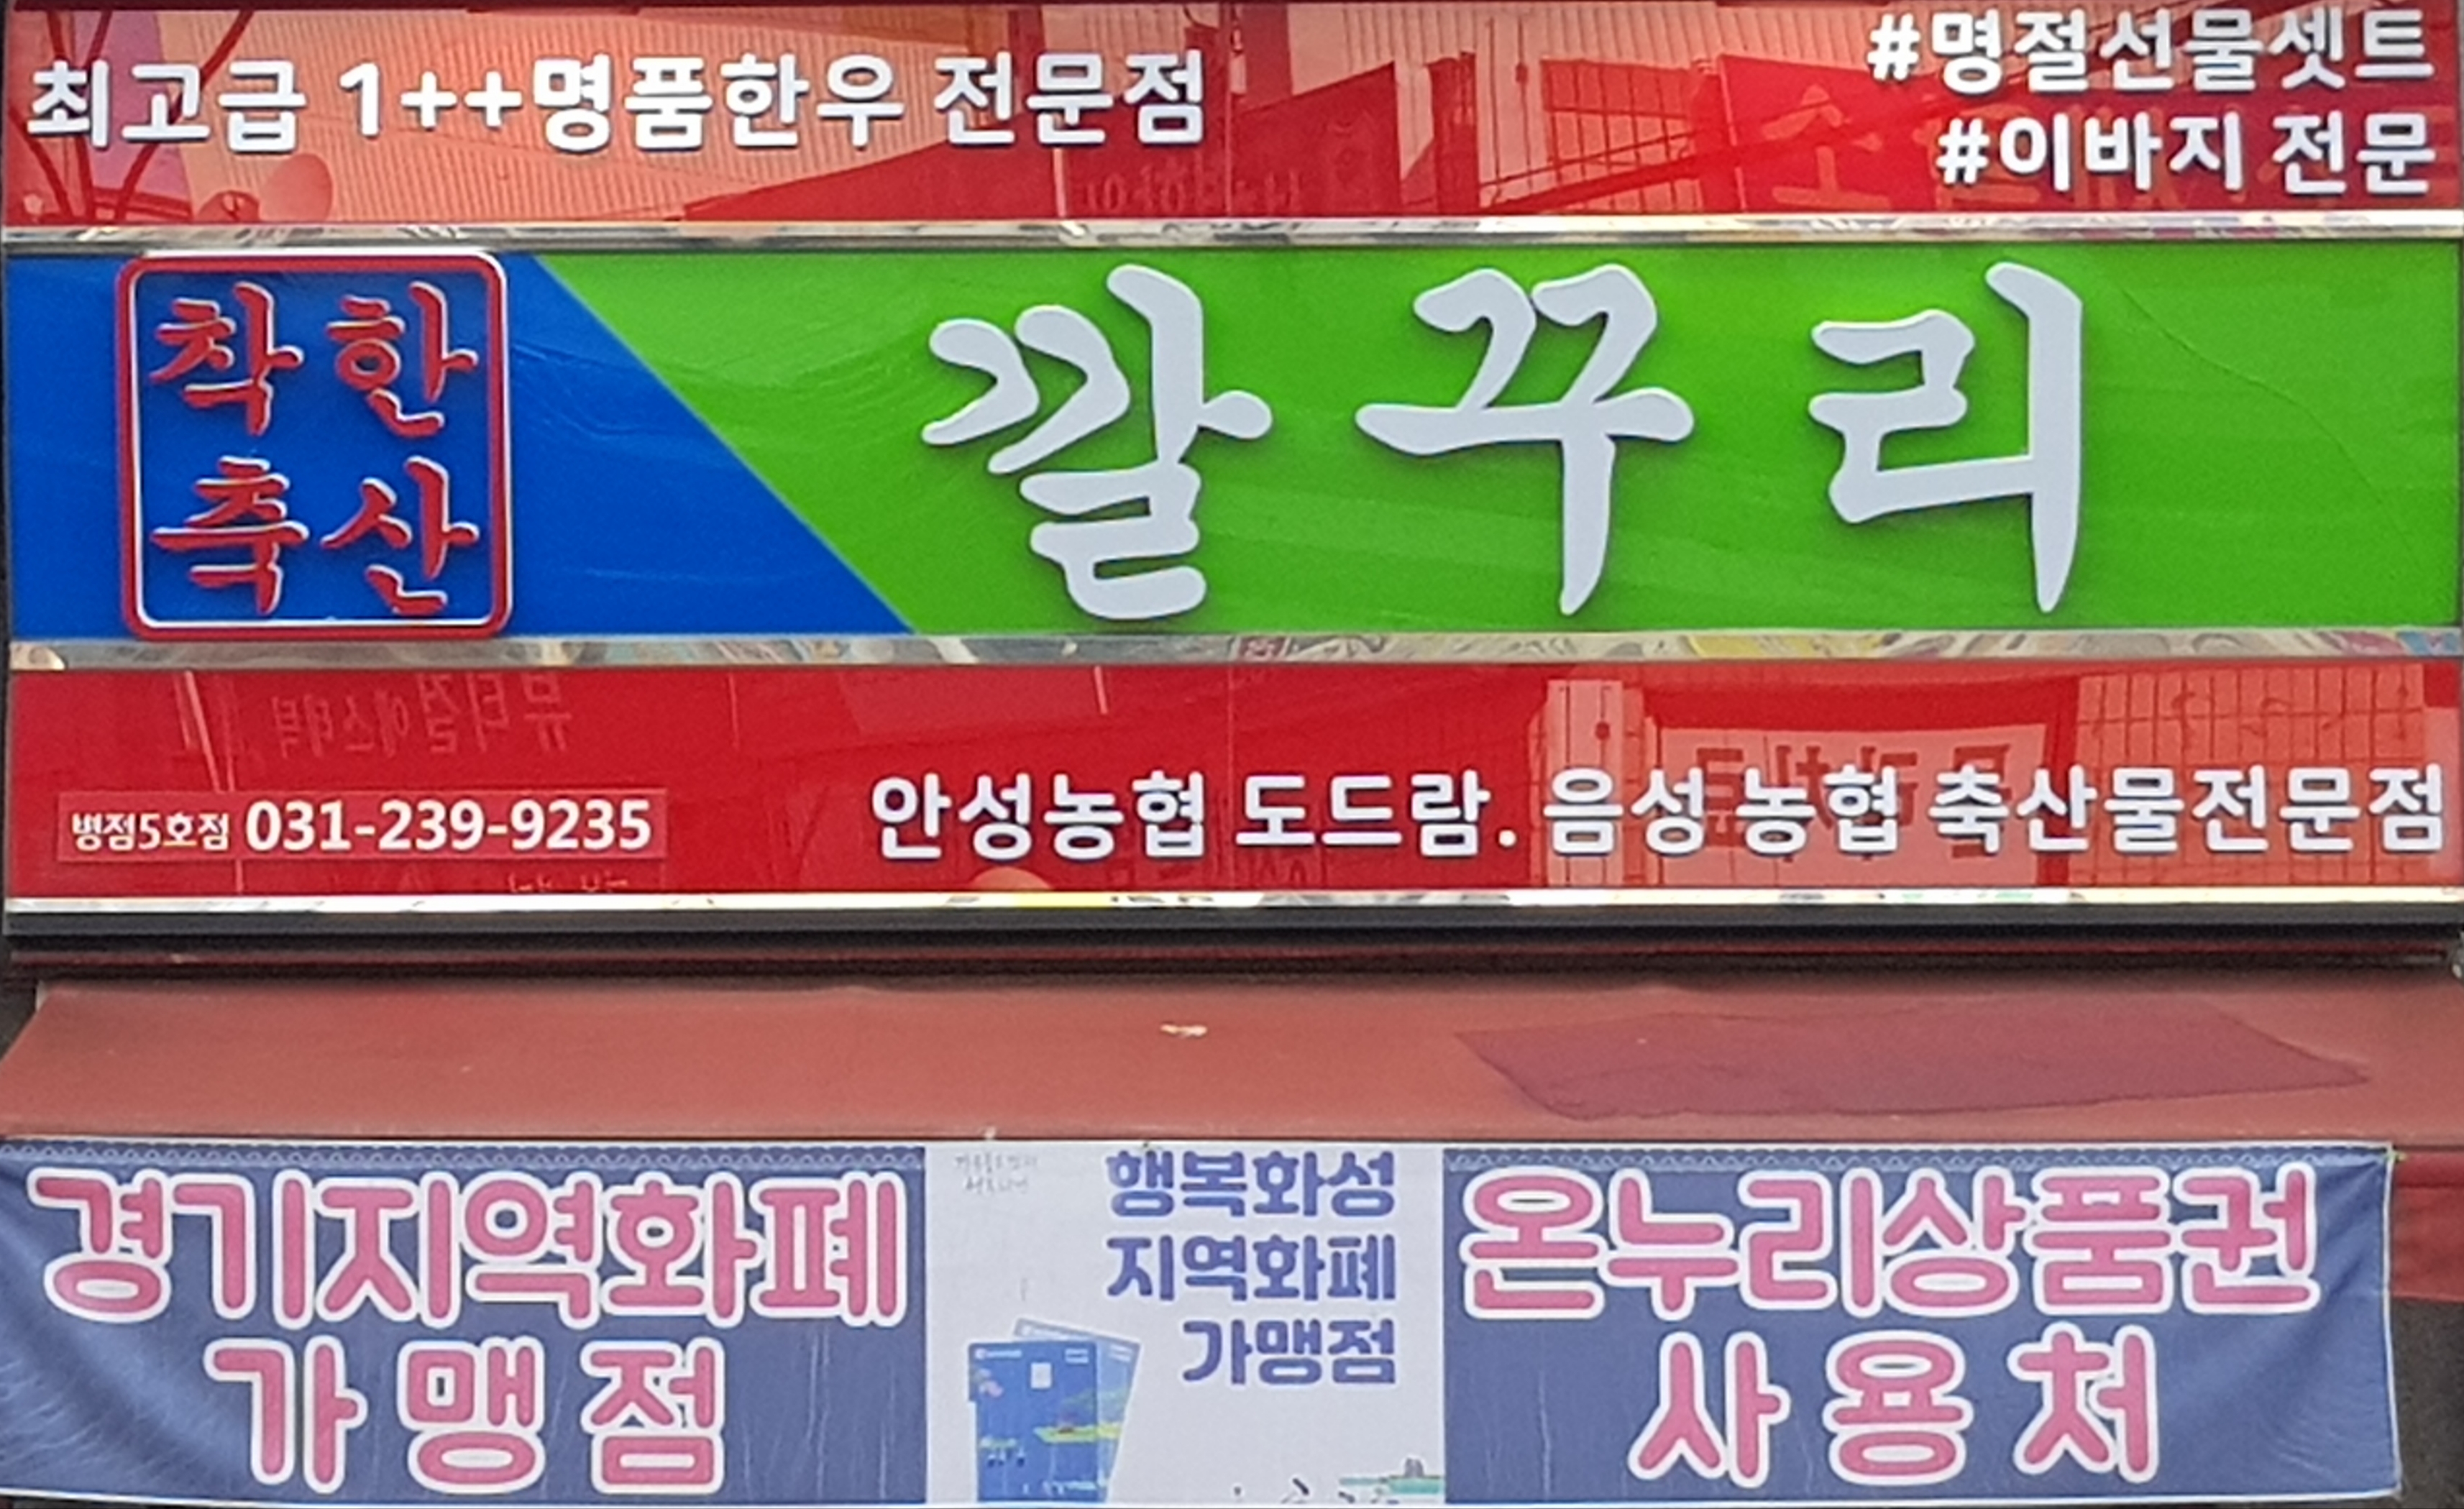 최고급 1++명품한우 전문점
#명절선물셋트
#이바지 전문
착한
축산
깔꾸리
병점5호점 031-239-9235
안성농협 도드람. 음성 농협 축산물전문점
경기지역화폐
가맹점
행복화성
지역화폐
가맹점
온누리상품권
사용처